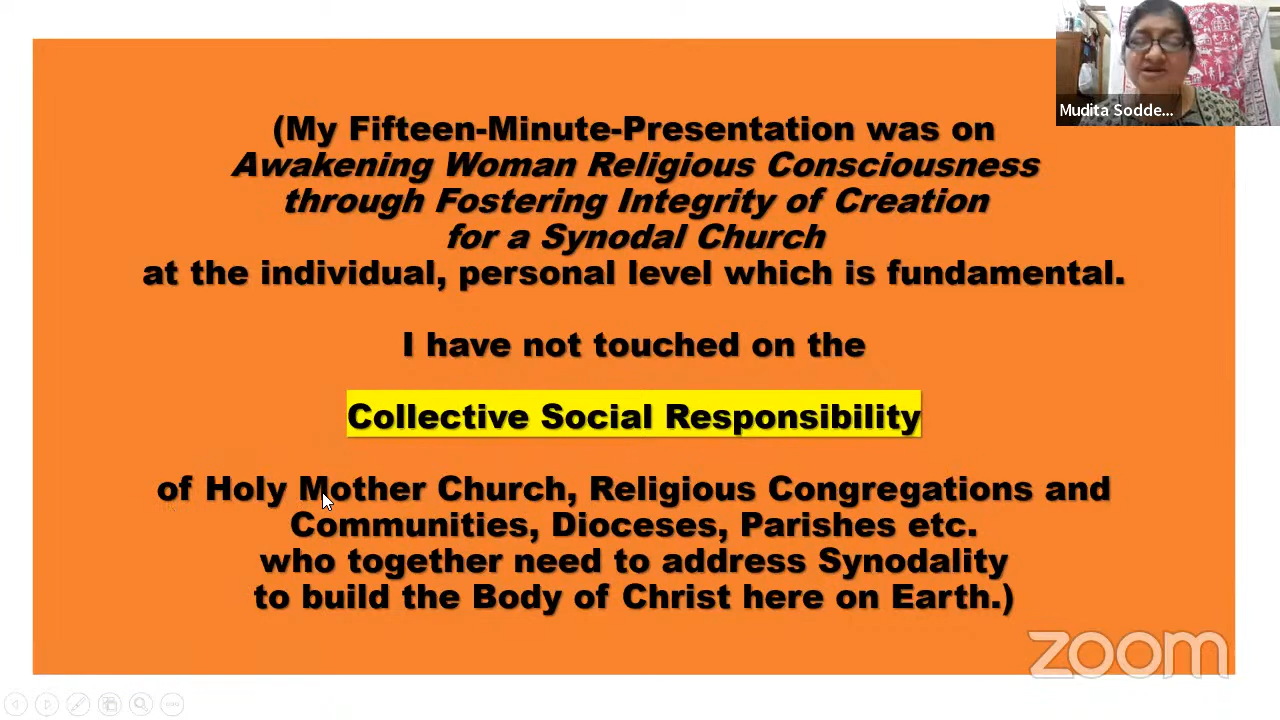 Mudita Sodde...
(My Fifteen-Minute-Presentation was on
Awakening Woman Religious Consciousness
through Fostering Integrity of Creation
for a Synodal Church
at the individual, personal level which is fundamental.
I have not touched on the
Collective Social Responsibility
of Holy Mother Church, Religious Congregations and
Communities, Dioceses, Parishes etc.
who together need to address Synodality
to build the Body of Christ here on Earth.)
zoom